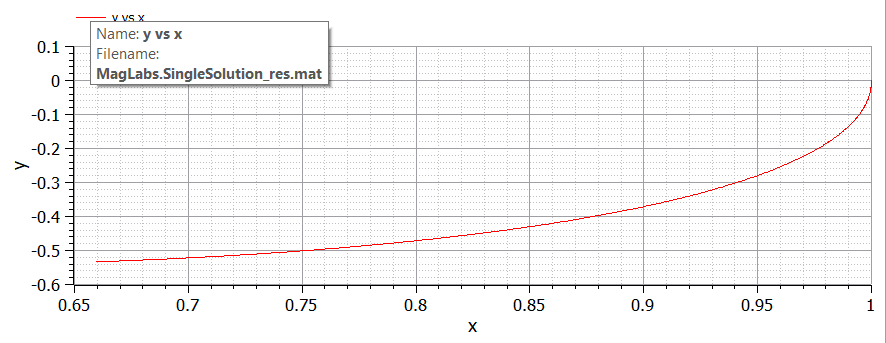 y vs x
Name: y vs x
Filename:
MagLabs.SingleSolution_res.mat
0.1
0
-0.1
-0.2
-0.3
-0.4
-0.5
-0.6
y
0.65
0.7
0.75
0.8
0.85
0.9
0.95
1
x